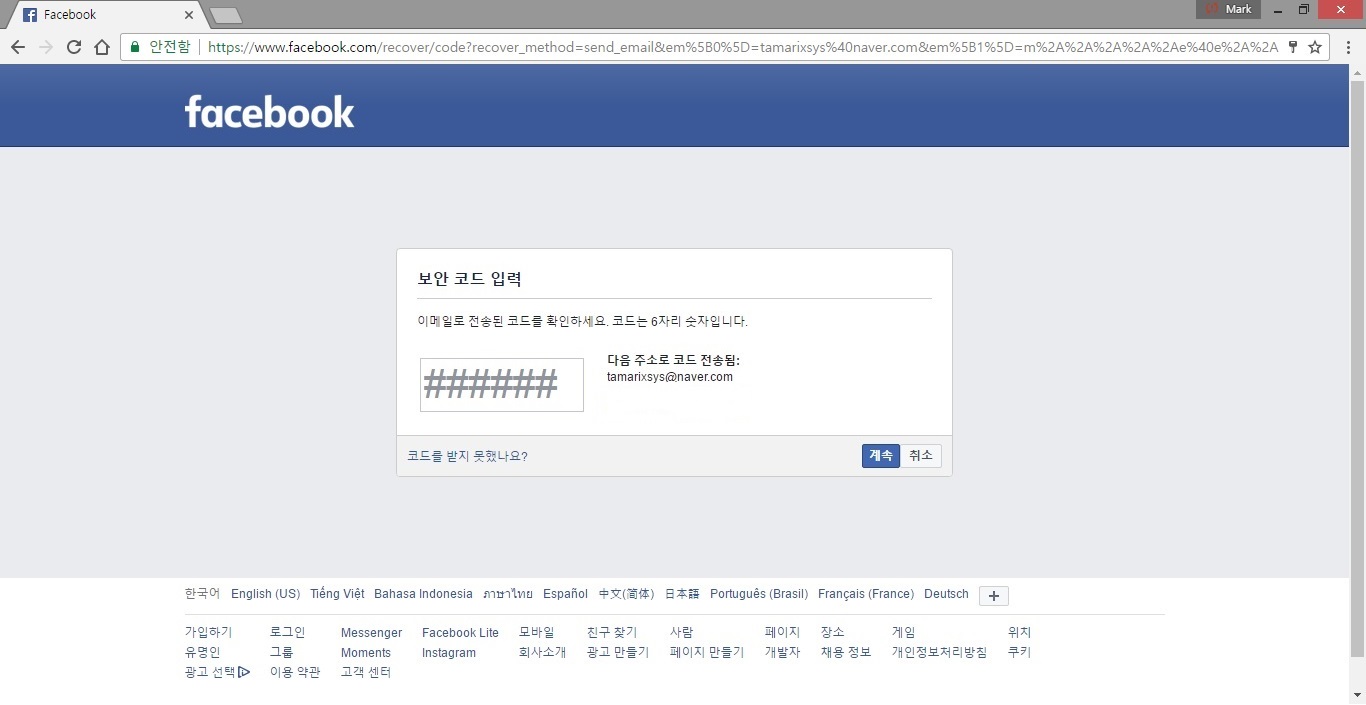 Facebook
Mark
안전함 https://www.facebook.com/recover/code?recover_method=send_email&em%5B0%5D=tamarixsys%40naver.com&em%5B1%5D=m%2A%2A%2A%2A%2Ae%40e%2A%2A
facebook
보안 코드 입력
이메일로 전송된 코드를 확인하세요. 코드는 6자리 숫자입니다.
######
다음 주소로 코드 전송됨:
tamarixsys@naver.com
코드를 받지 못했나요? 계속 취소
한국어 English (US) Tiếng Việt Bahasa Indonesia ภาษาไทย Español 中文(简体) 日本語 Português (Brasil) Français (France) Deutsch +
가입하기 로그인 Messenger Facebook Lite 모바일 친구 찾기 사람 페이지 장소 게임 위치
유명인 그룹 Moments Instagram 회사소개 광고 만들기 페이지 만들기 개발자 채용 정보 개인정보처리방침 쿠키
광고 선택 이용 약관 고객 센터